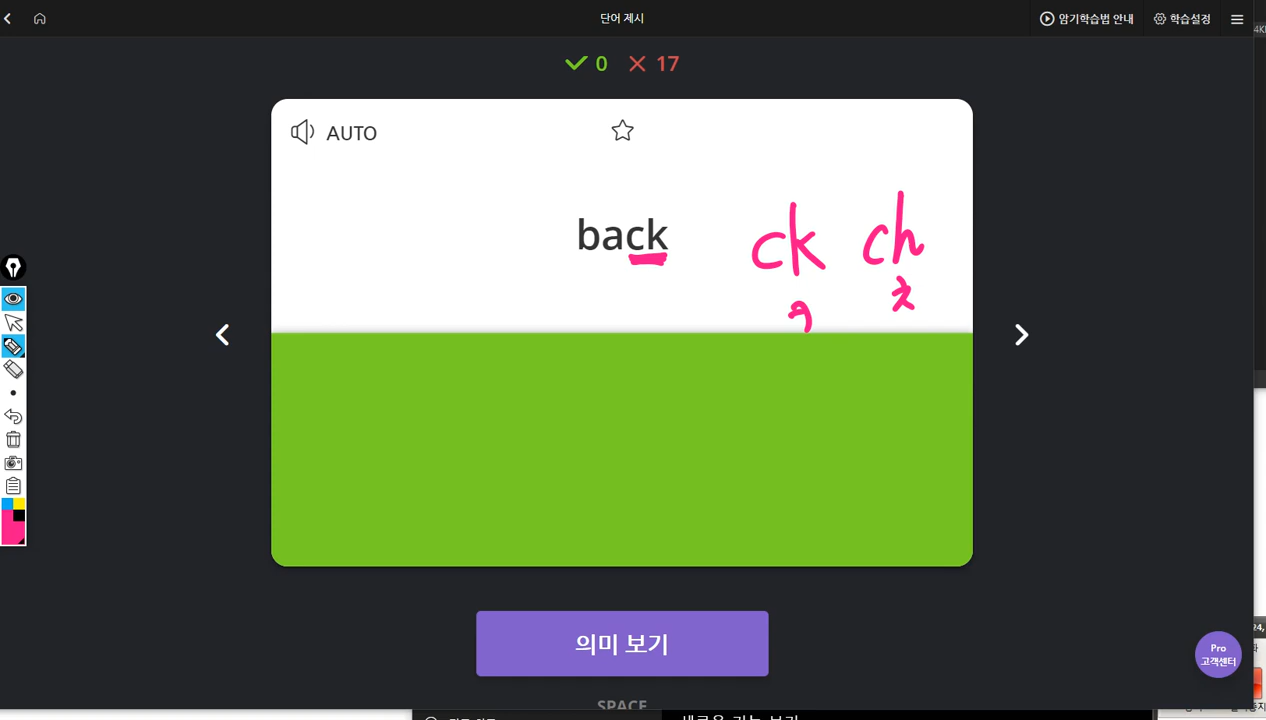 단어 제시
암기학습법 안내
학습설정
0
17
AUTO
back
ck ch
ㄱ ㅊ
의미 보기
SPACE
Pro
고객센터